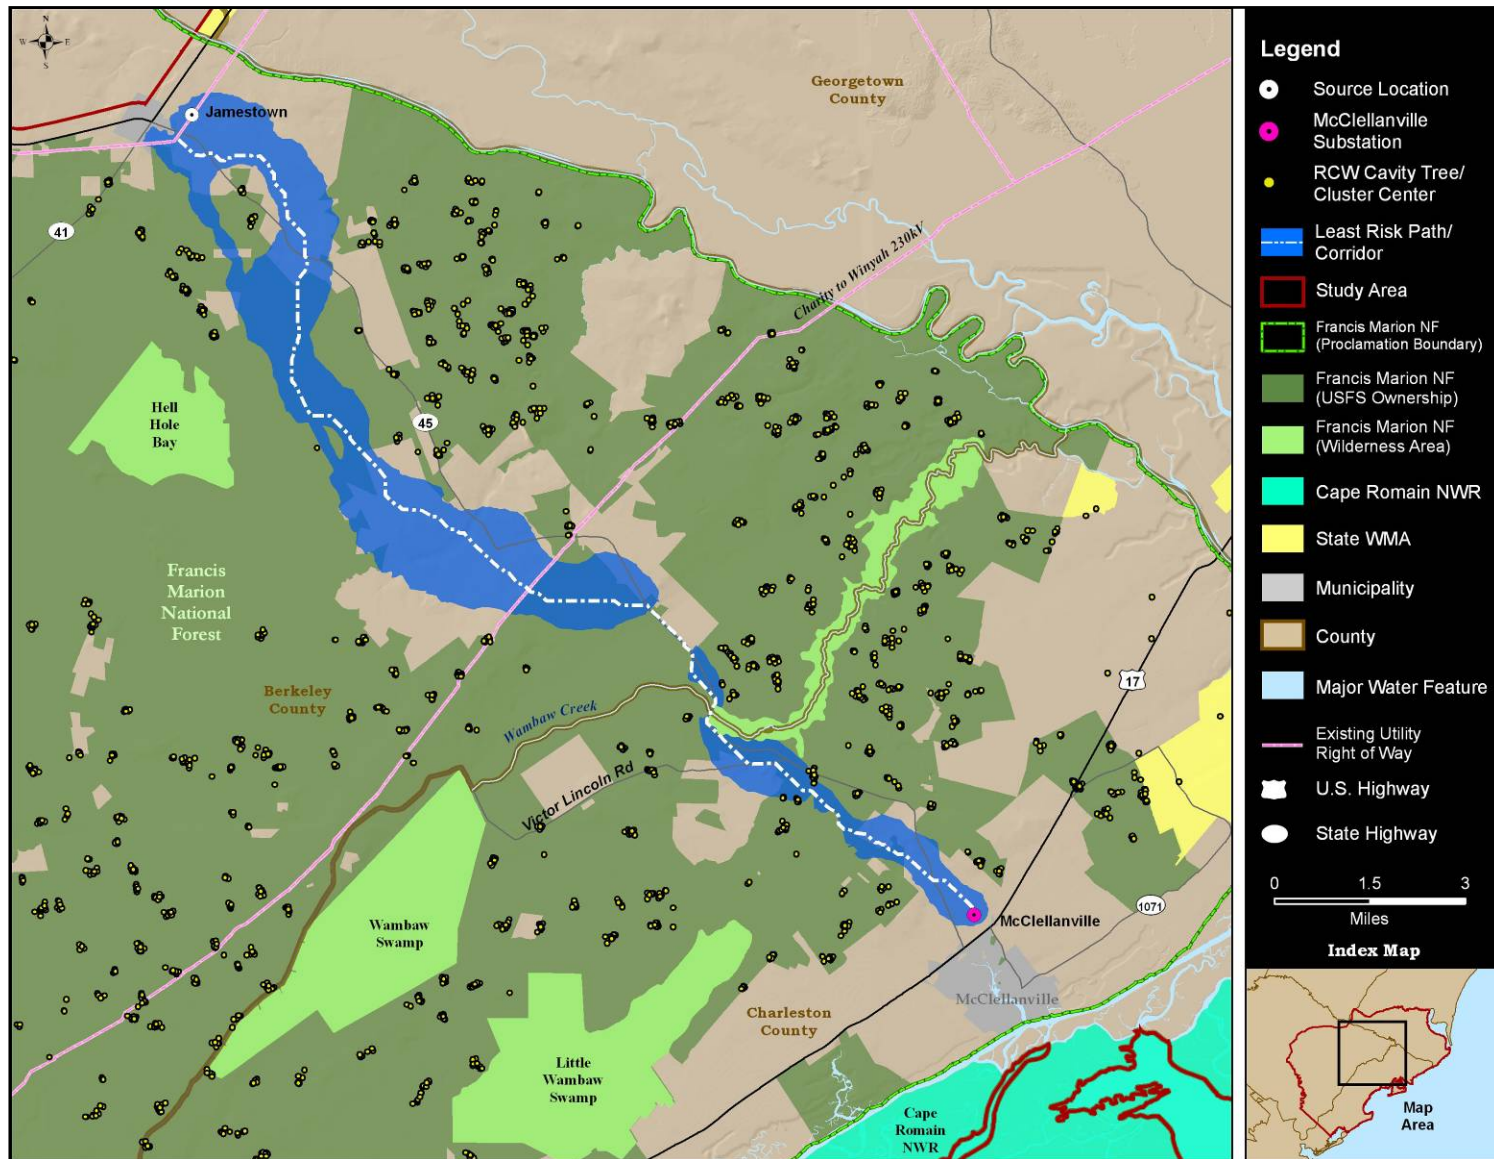 N
W
E
S
Jamestown
Georgetown
County
41
Charity to Winyah 230kV
Hell
Hole
Bay
45
Francis
Marion
National
Forest
Berkeley
County
Wambaw Creek
17
Victor Lincoln Rd
Wambaw
Swamp
McClellanville
1071
McClellanville
Charleston
County
Little
Wambaw
Swamp
Cape
Romain
NWR
Legend
Source Location
McClellanville
Substation
RCW Cavity Tree/
Cluster Center
Least Risk Path/
Corridor
Study Area
Francis Marion NF
(Proclamation Boundary)
Francis Marion NF
(USFS Ownership)
Francis Marion NF
(Wilderness Area)
Cape Romain NWR
State WMA
Municipality
County
Major Water Feature
Existing Utility
Right of Way
U.S. Highway
State Highway
0 1.5 3
Miles
Index Map
Map
Area